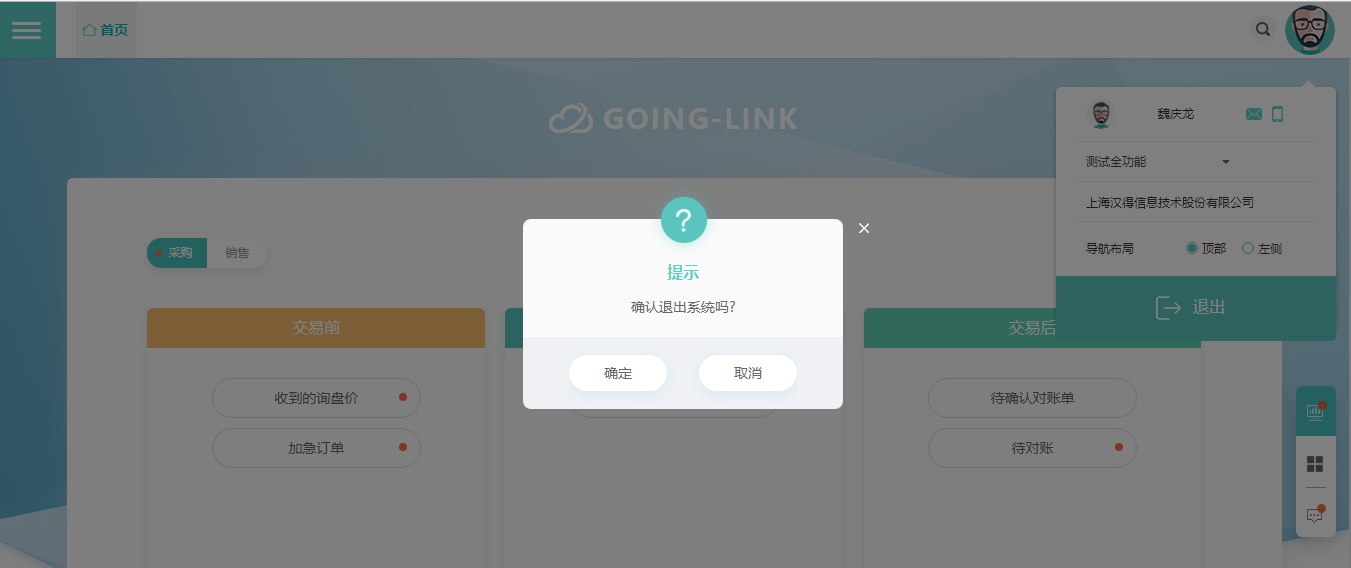 首页
GOING-LINK
魏庆龙
测试全功能
上海汉得信息技术股份有限公司
导航布局 顶部 左侧
退出
采购 销售
?
提示
确认退出系统吗?
确定 取消
交易前 交易后
收到的询盘价 待确认对账单
加急订单 待对账